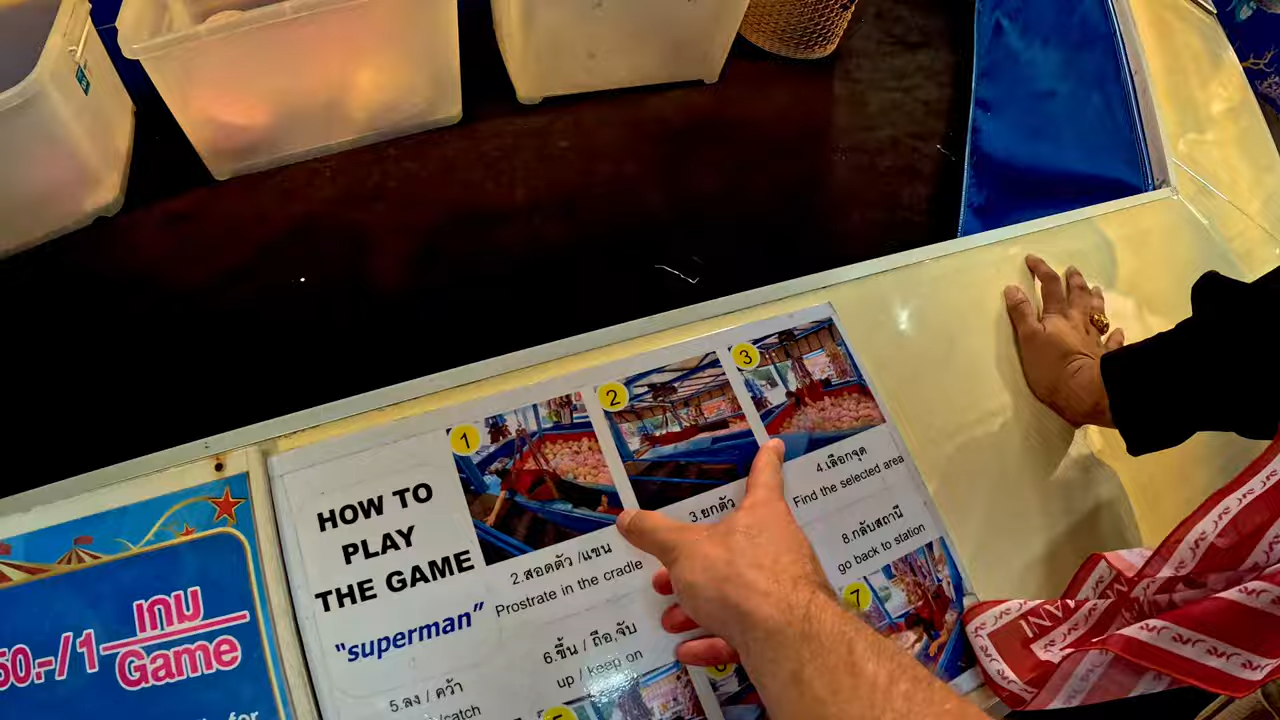 HOW TO
PLAY
THE GAME
"superman"
1
2
3
2.สอดตัว /แขน
Prostrate in the cradle
3.ยกตัว
4.เลือกจุด
Find the selected area
5.ลง / คว้า
/catch
6.ขึ้น / ถือ,จับ
up / keep on
8.กลับสถานี
go back to station
7
50.-/1 เกม
Game
for